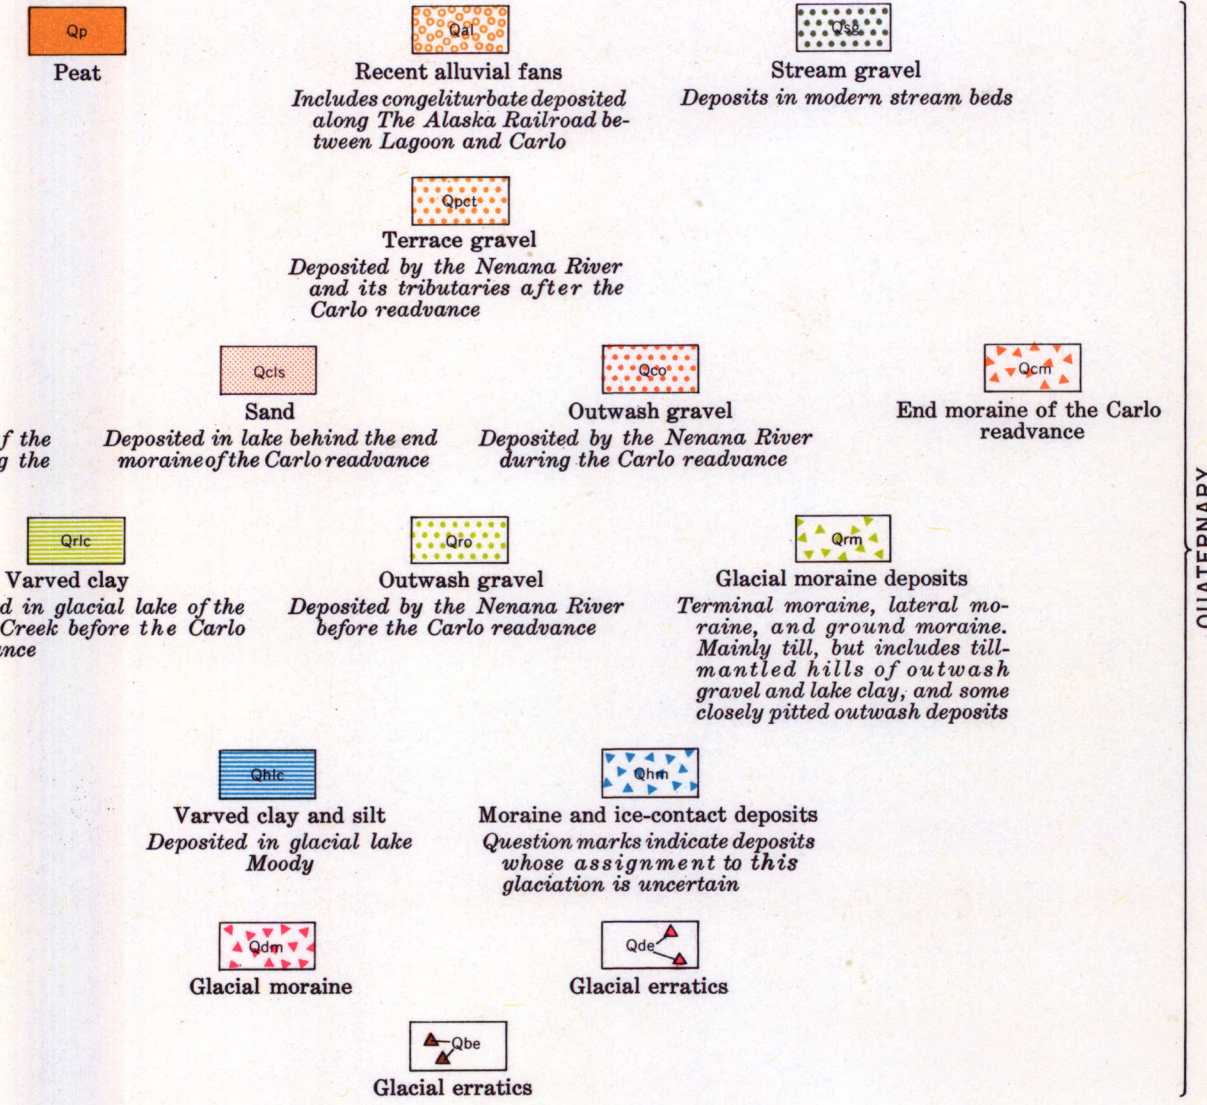 Qp
Peat
Qal
Recent alluvial fans
Includes congeliturbate deposited
along The Alaska Railroad be-
tween Lagoon and Carlo
Qsg
Stream gravel
Deposits in modern stream beds
Qpct
Terrace gravel
Deposited by the Nenana River
and its tributaries after the
Carlo readvance
f the
g the
Qcls
Sand
Deposited in lake behind the end
moraine of the Carlo readvance
Qco
Outwash gravel
Deposited by the Nenana River
during the Carlo readvance
Qcm
End moraine of the Carlo
readvance
Qrlc
Varved clay
d in glacial lake of the
Creek before the Carlo
nce
Qro
Outwash gravel
Deposited by the Nenana River
before the Carlo readvance
Qrm
Glacial moraine deposits
Terminal moraine, lateral mo-
raine, and ground moraine.
Mainly till, but includes till-
mantled hills of outwash
gravel and lake clay, and some
closely pitted outwash deposits
Qhlc
Varved clay and silt
Deposited in glacial lake
Moody
Qhm
Moraine and ice-contact deposits
Question marks indicate deposits
whose assignment to this
glaciation is uncertain
Qdm
Glacial moraine
Qde
Glacial erratics
Qbe
Glacial erratics
QUATERNARY